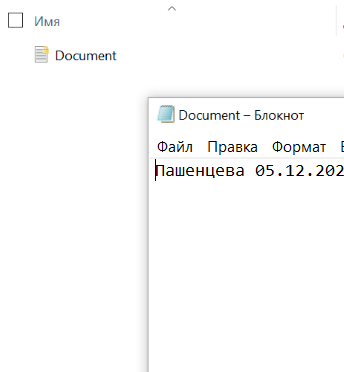 Имя
Document
Document – Блокнот
Файл Правка Формат
Пашенцева 05.12.202